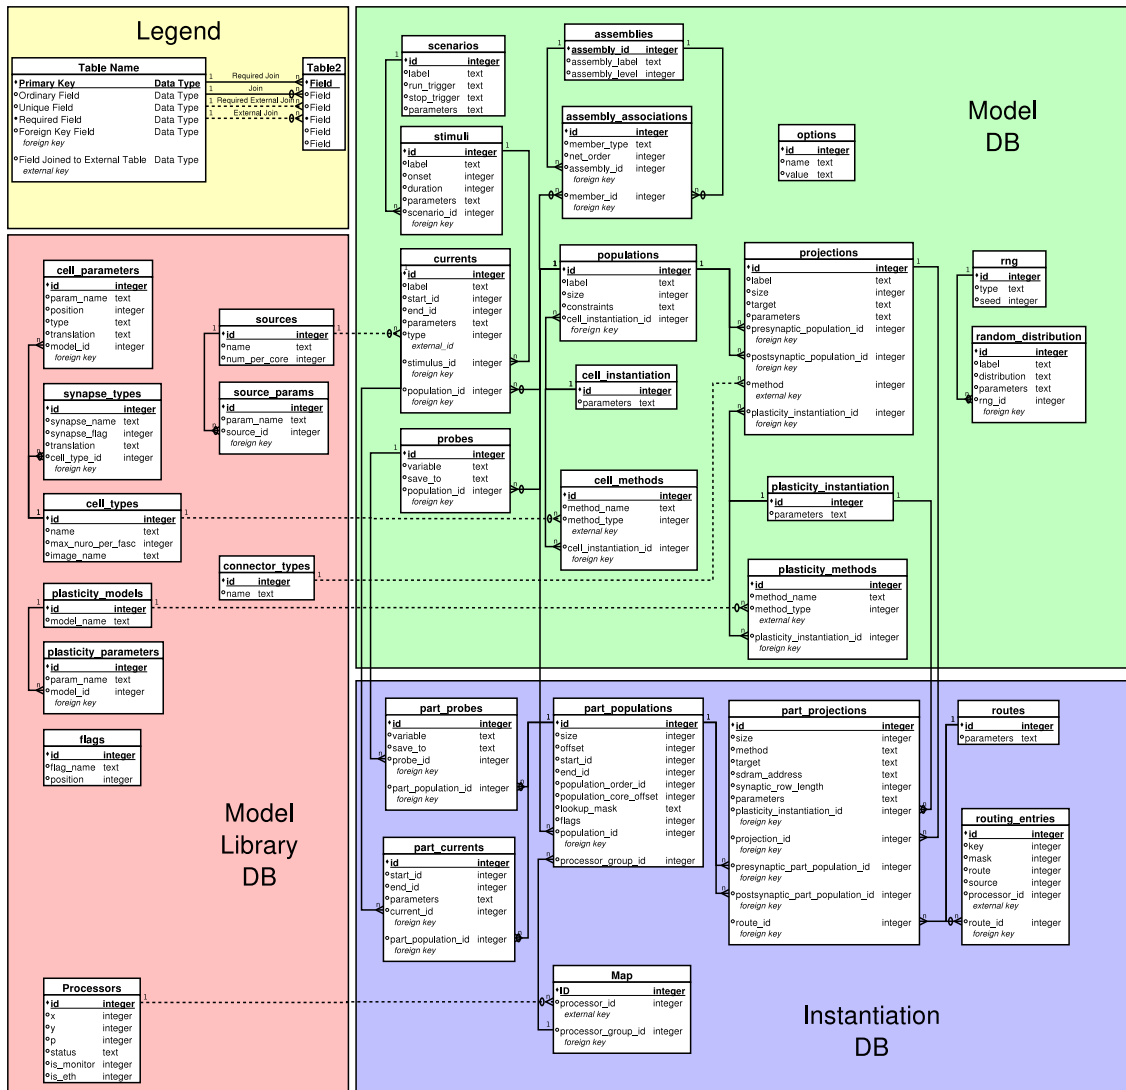 Legend
Table Name
Primary Key Data Type
Ordinary Field Data Type
Unique Field Data Type
Required Field Data Type
Foreign Key Field Data Type
foreign key
Field Joined to External Table Data Type
external key
1 Required Join n
1 Join n
1 Required External Join n
1 External Join n
Table2
Field
Field
Field
Field
Field
Field
Model
DB
scenarios
id integer
label text
run_trigger text
stop_trigger text
parameters text
stimuli
id integer
label text
onset integer
duration integer
parameters text
scenario_id integer
foreign key
currents
id integer
label text
start_id integer
end_id integer
parameters text
type integer
external_id
stimulus_id integer
foreign key
population_id integer
foreign key
probes
id integer
variable text
save_to text
population_id integer
foreign key
assemblies
assembly_id integer
assembly_label text
assembly_level integer
assembly_associations
id integer
member_type text
net_order integer
assembly_id integer
foreign key
member_id integer
foreign key
populations
id integer
label text
size integer
constraints text
cell_instantiation_id integer
foreign key
cell_instantiation
id integer
parameters text
cell_methods
id integer
method_name text
method_type integer
external key
cell_instantiation_id integer
foreign key
options
id integer
name text
value text
projections
id integer
label text
size integer
target text
parameters text
presynaptic_population_id integer
foreign key
postsynaptic_population_id integer
foreign key
method integer
external key
plasticity_instantiation_id integer
foreign key
rng
id integer
type text
seed integer
random_distribution
id integer
label text
distribution text
parameters text
rng_id integer
foreign key
plasticity_instantiation
id integer
parameters text
plasticity_methods
id integer
method_name text
method_type integer
external key
plasticity_instantiation_id integer
foreign key
cell_parameters
id integer
param_name text
position integer
type text
translation text
model_id integer
foreign key
synapse_types
id integer
synapse_name text
synapse_flag integer
translation text
cell_type_id integer
foreign key
cell_types
id integer
name text
max_nuro_per_fasc integer
image_name text
plasticity_models
id integer
model_name text
plasticity_parameters
id integer
param_name text
model_id integer
foreign key
flags
id integer
flag_name text
position integer
sources
id integer
name text
num_per_core integer
source_params
id integer
param_name text
source_id integer
foreign key
connector_types
id integer
name text
Model
Library
DB
Processors
id integer
x integer
y integer
p integer
status text
is_monitor integer
is_eth integer
part_probes
id integer
variable text
save_to text
probe_id integer
foreign key
part_population_id integer
foreign key
part_currents
id integer
start_id integer
end_id integer
parameters text
current_id integer
foreign key
part_population_id integer
foreign key
part_populations
id integer
size integer
offset integer
start_id integer
end_id integer
population_order_id integer
population_core_offset integer
lookup_mask text
flags integer
population_id integer
foreign key
processor_group_id integer
Map
ID integer
processor_id integer
external key
processor_group_id integer
foreign key
part_projections
id integer
size integer
method text
target text
sdram_address text
synaptic_row_length integer
parameters text
plasticity_instantiation_id integer
foreign key
projection_id integer
foreign key
presynaptic_part_population_id integer
foreign key
postsynaptic_part_population_id integer
foreign key
route_id integer
foreign key
routes
id integer
parameters text
routing_entries
id integer
key integer
mask integer
route integer
source integer
processor_id integer
external key
route_id integer
foreign key
Instantiation
DB